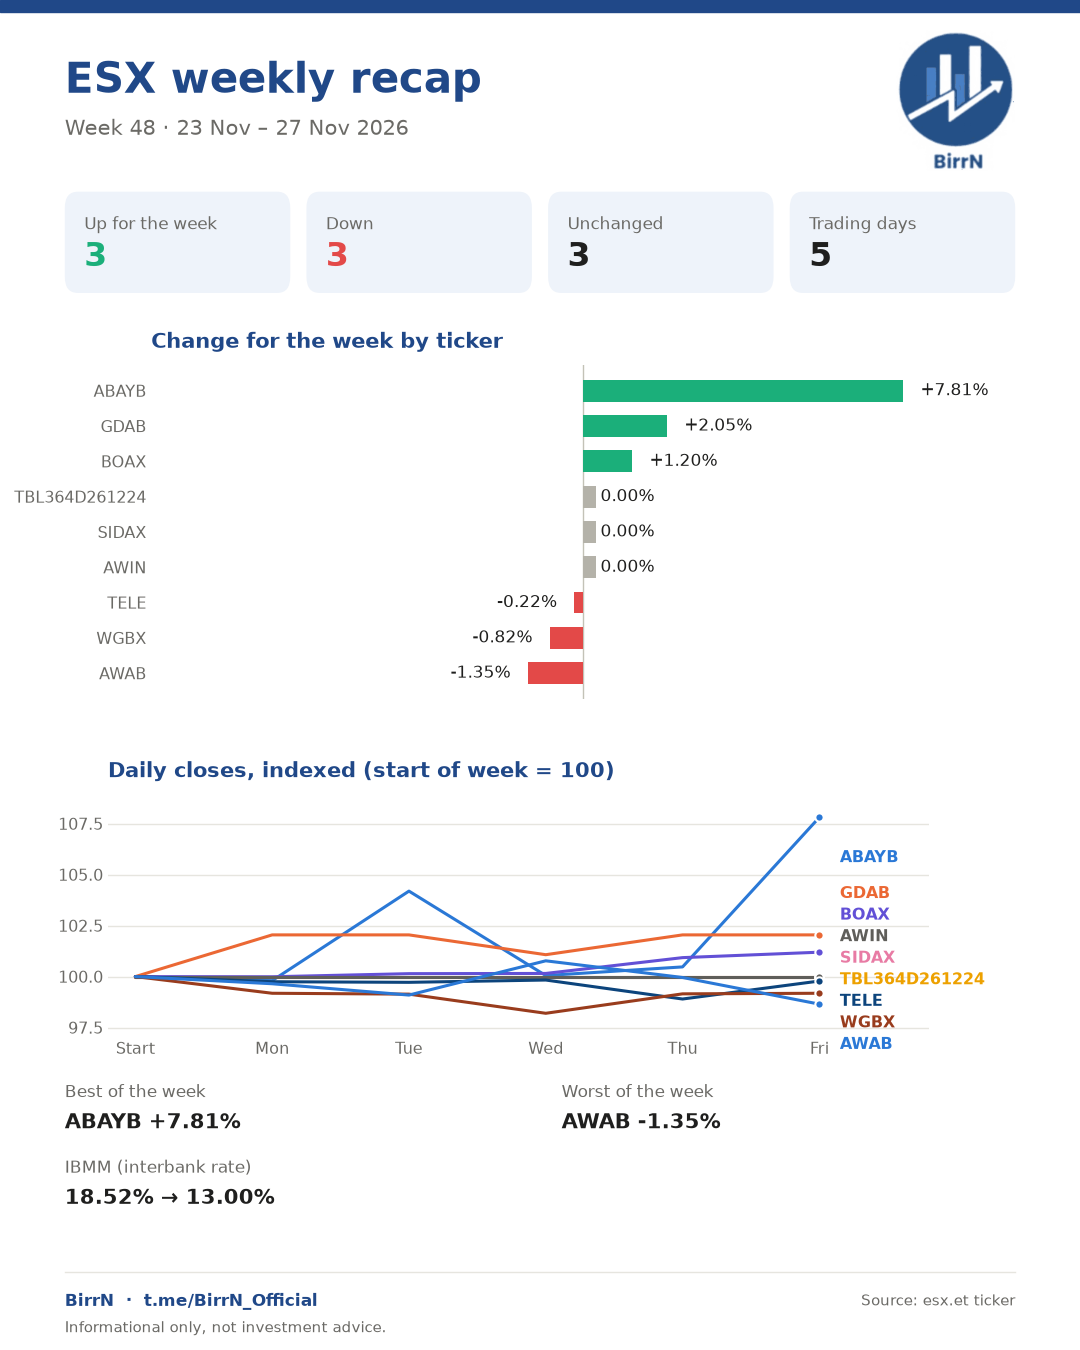 ESX weekly recap
Week 48 · 23 Nov – 27 Nov 2026
BirrN
Up for the week
3
Down
3
Unchanged
3
Trading days
5
Change for the week by ticker
ABAYB +7.81%
GDAB +2.05%
BOAX +1.20%
TBL364D261224 0.00%
SIDAX 0.00%
AWIN 0.00%
TELE -0.22%
WGBX -0.82%
AWAB -1.35%
Daily closes, indexed (start of week = 100)
107.5
105.0
102.5
100.0
97.5
ABAYB
GDAB
BOAX
AWIN
SIDAX
TBL364D261224
TELE
WGBX
AWAB
Start Mon Tue Wed Thu Fri
Best of the week
ABAYB +7.81%
Worst of the week
AWAB -1.35%
IBMM (interbank rate)
18.52% → 13.00%
BirrN · t.me/BirrN_Official
Source: esx.et ticker
Informational only, not investment advice.